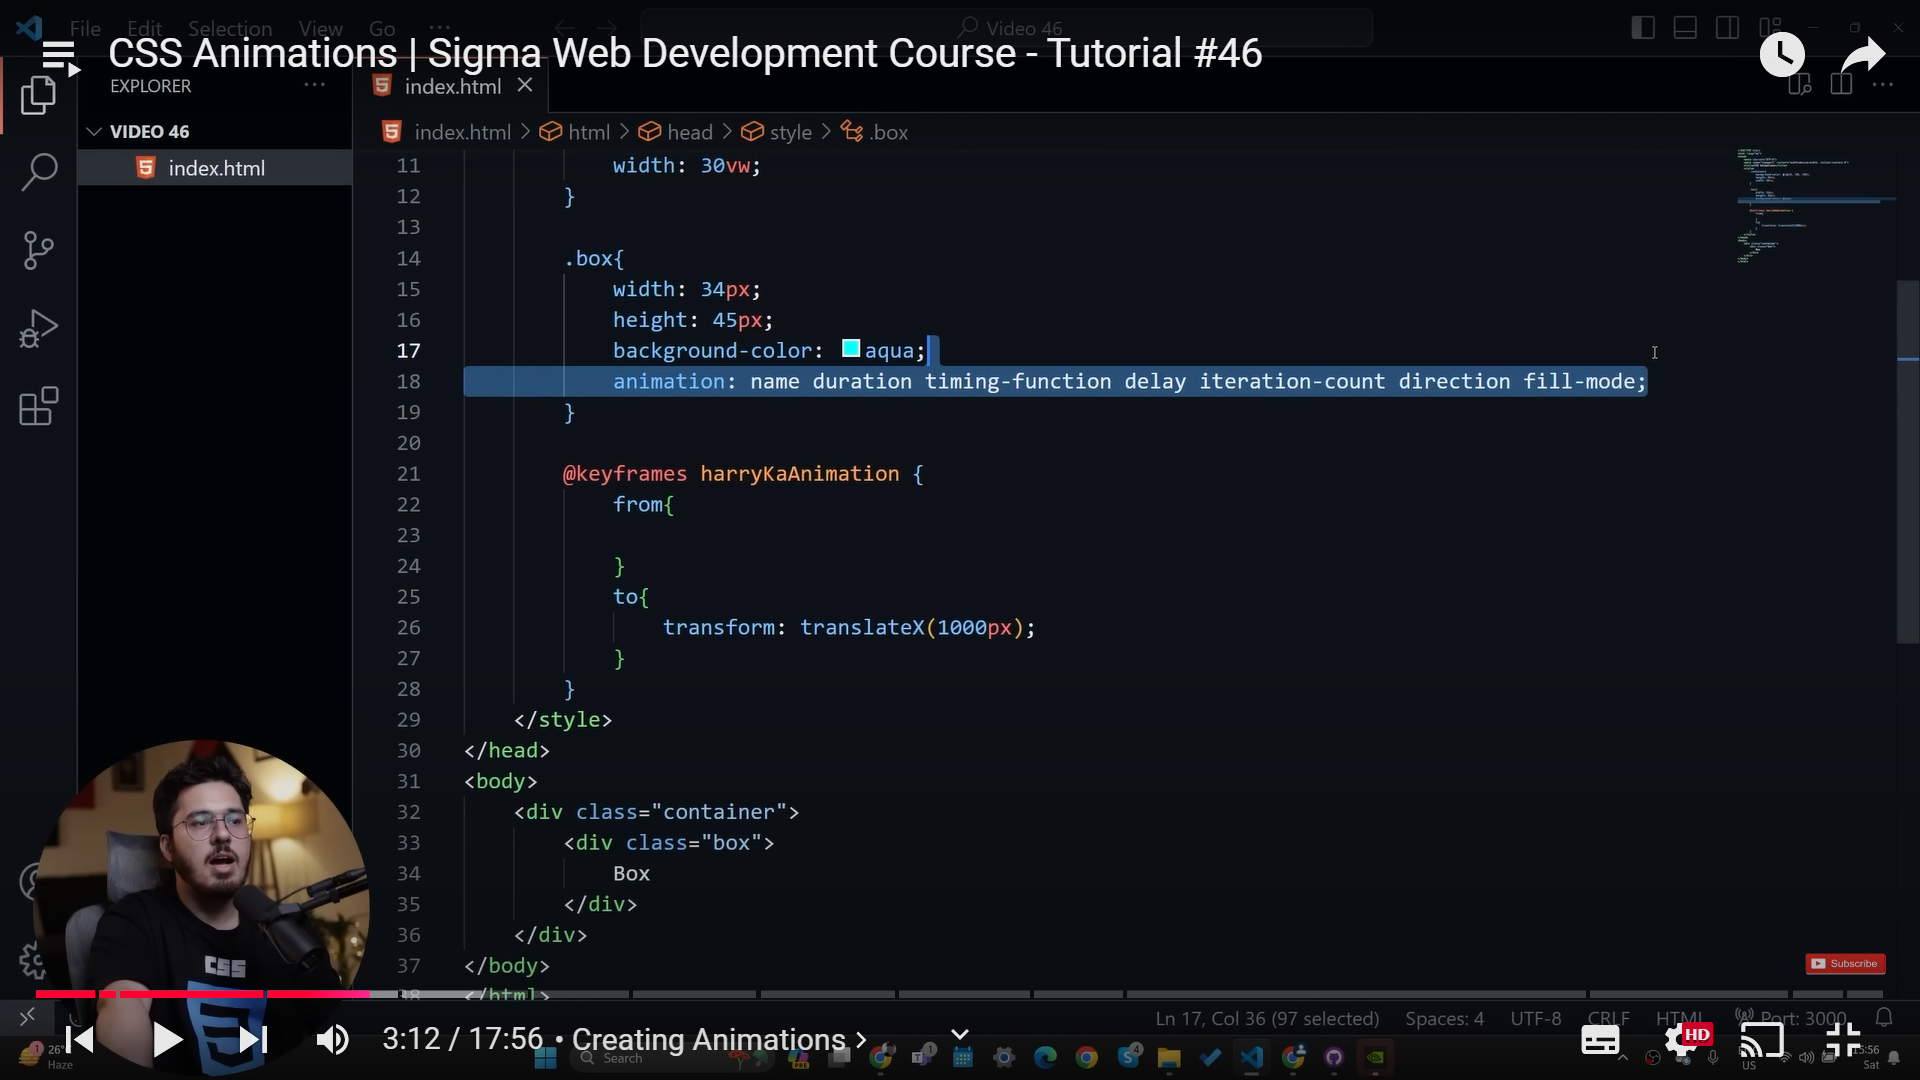 File Edit Selection View Go ... Video 46
CSS Animations | Sigma Web Development Course - Tutorial #46
EXPLORER ...
index.html
VIDEO 46
index.html
index.html > html > head > style > .box
11 width: 30vw;
12 }
13
14 .box{
15 width: 34px;
16 height: 45px;
17 background-color: aqua;
18 animation: name duration timing-function delay iteration-count direction fill-mode;
19 }
20
21 @keyframes harryKaAnimation {
22 from{
23
24 }
25 to{
26 transform: translateX(1000px);
27 }
28 }
29 </style>
30 </head>
31 <body>
32 <div class="container">
33 <div class="box">
34 Box
35 </div>
36 </div>
37 </body>
38 </html>
CSS
Subscribe
Ln 17, Col 36 (97 selected) Spaces: 4 UTF-8 CRLF HTML Port: 3000
3:12 / 17:56 • Creating Animations >
HD
26°
Haze
Search
US
15:56
Sat